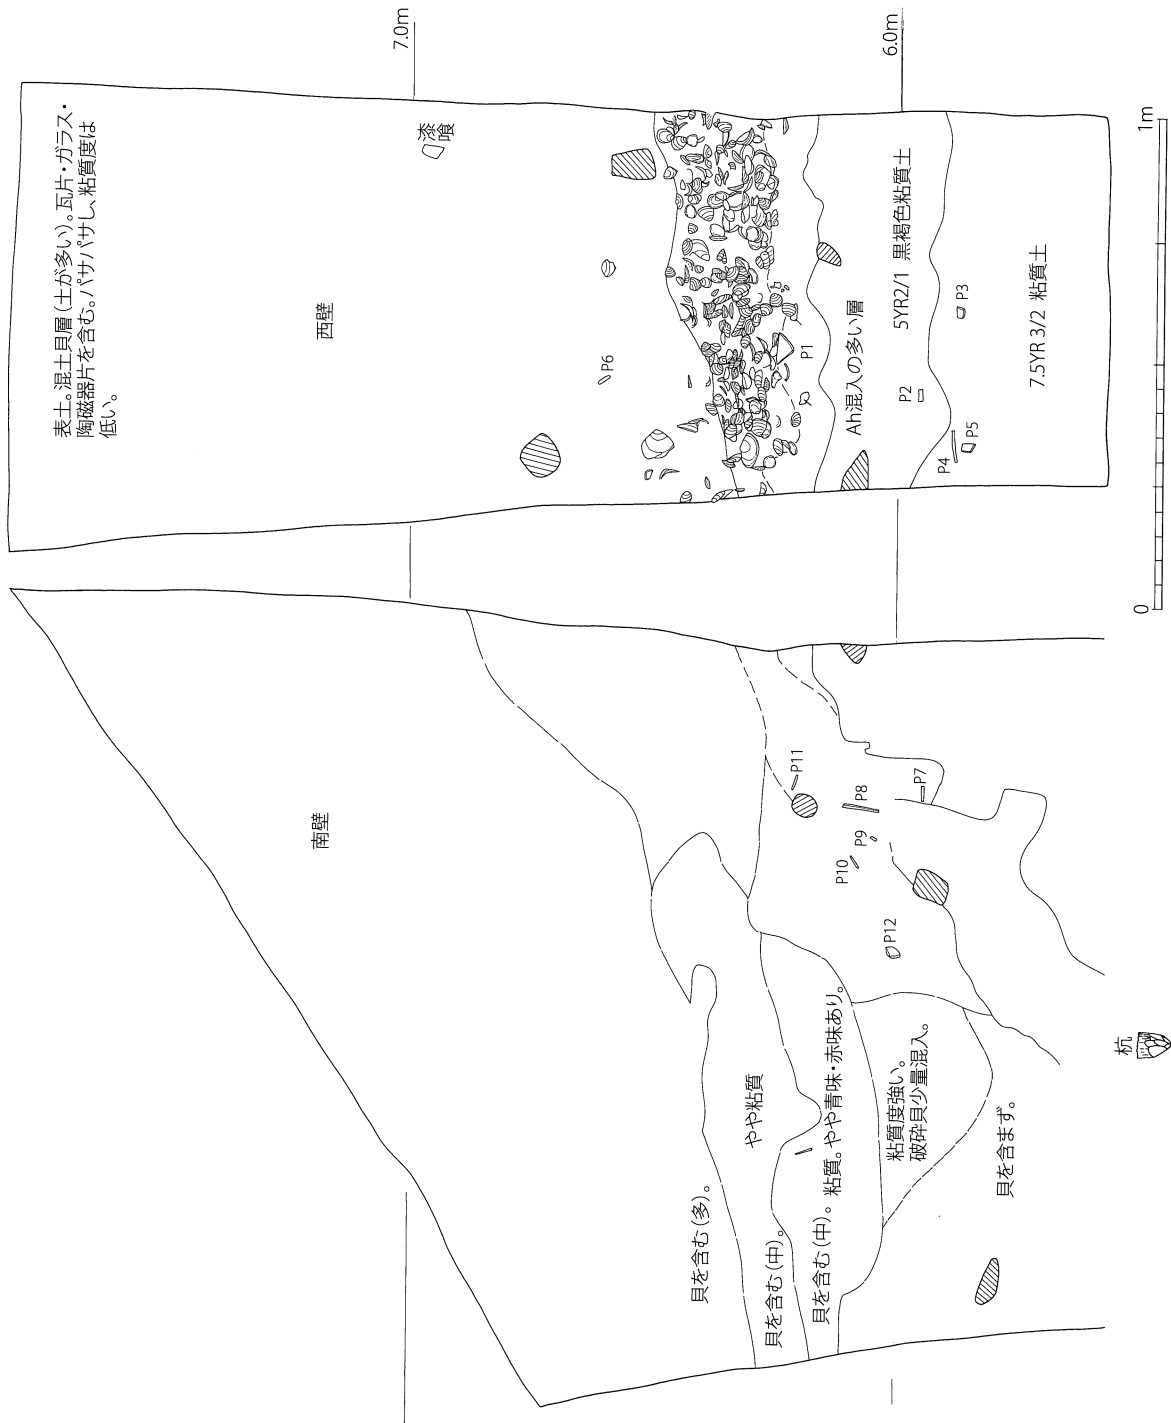 表土。混土貝層（土が多い）。瓦片・ガラス・
陶磁器片を含む。パサパサし、粘質度は
低い。
7.0m
6.0m
漆喰
西壁
P6
P1
Ah混入の多い層
5YR2/1 黒褐色粘質土
P2
P3
P4
P5
7.5YR 3/2 粘質土
1m
0
南壁
P11
P8
P7
P9
P10
P12
やや粘質
貝を含む（多）。
貝を含む（中）。
貝を含む（中）。粘質。やや青味・赤味あり。
粘質度強い。
破砕貝少量混入。
貝を含まず。
杭